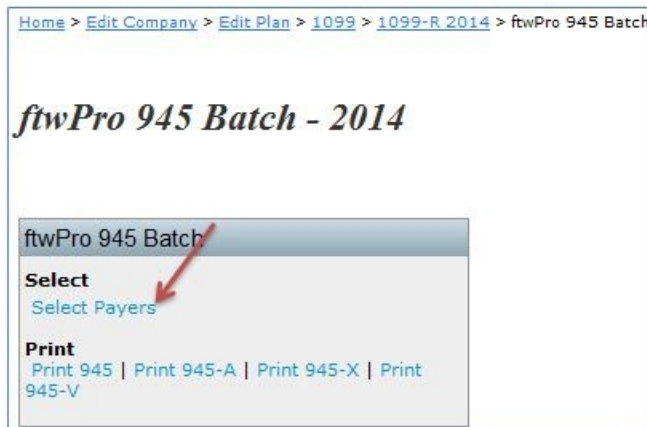 Home > Edit Company > Edit Plan > 1099 > 1099-R 2014 > ftwPro 945 Batch
ftwPro 945 Batch - 2014
ftwPro 945 Batch
Select
Select Payers
Print
Print 945 | Print 945-A | Print 945-X | Print
945-V